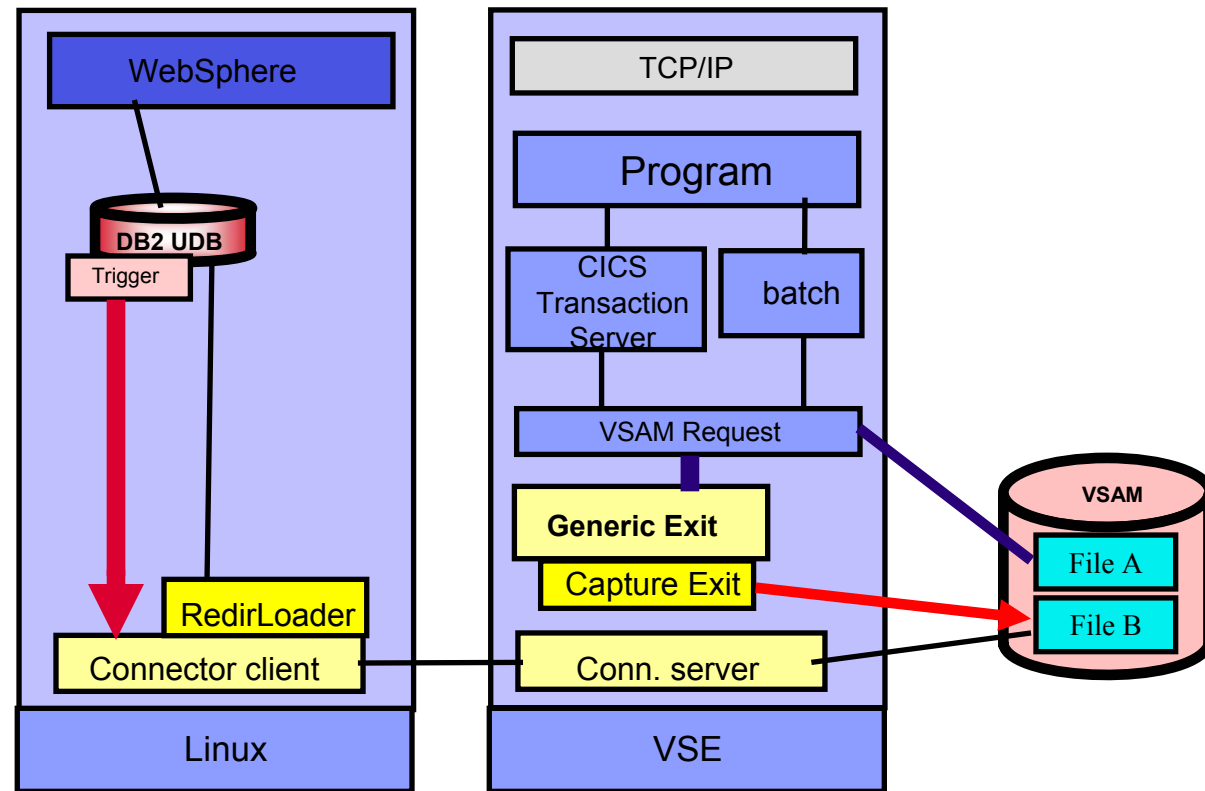 WebSphere
DB2 UDB
Trigger
RedirLoader
Connector client
Linux
TCP/IP
Program
CICS
Transaction
Server
batch
VSAM Request
Generic Exit
Capture Exit
Conn. server
VSE
VSAM
File A
File B